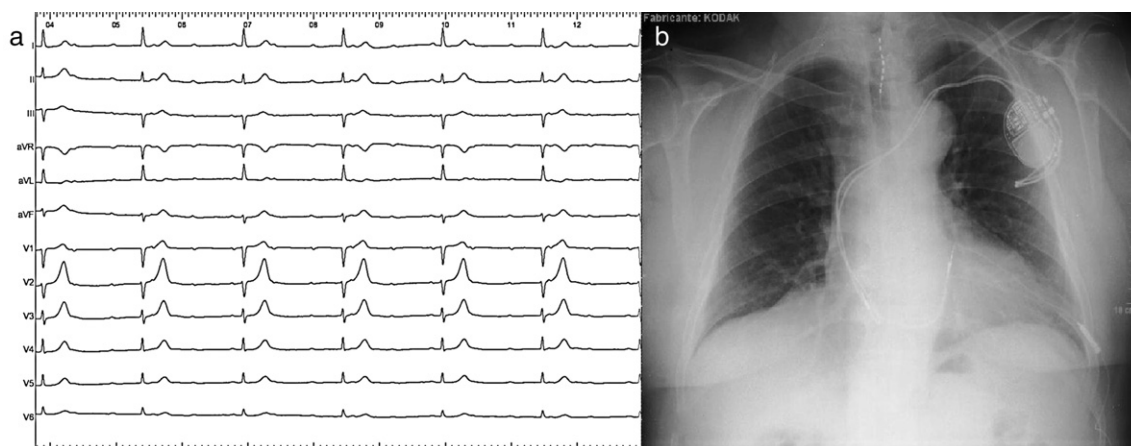 a
04 05 06 07 08 09 10 11 12
I
II
III
aVR
aVL
aVF
V1
V2
V3
V4
V5
V6
Fabricante: KODAK
b